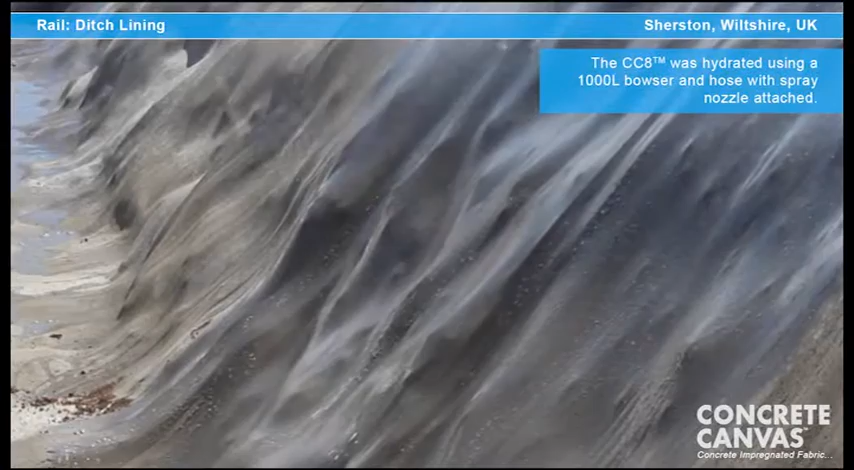 Rail: Ditch Lining
Sherston, Wiltshire, UK
The CC8™ was hydrated using a
1000L bowser and hose with spray
nozzle attached.
CONCRETE
CANVAS
Concrete Impregnated Fabric...